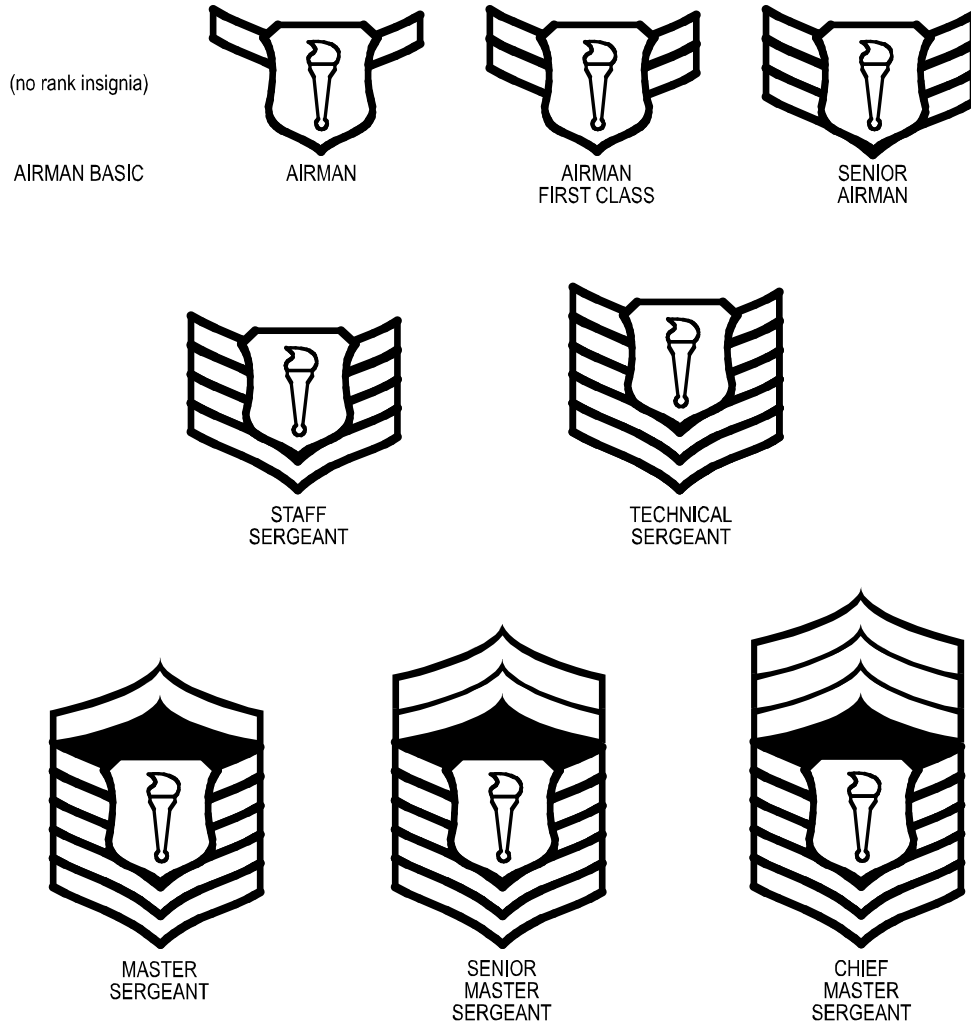 (no rank insignia)
AIRMAN BASIC
AIRMAN
AIRMAN
FIRST CLASS
SENIOR
AIRMAN
STAFF
SERGEANT
TECHNICAL
SERGEANT
MASTER
SERGEANT
SENIOR
MASTER
SERGEANT
CHIEF
MASTER
SERGEANT